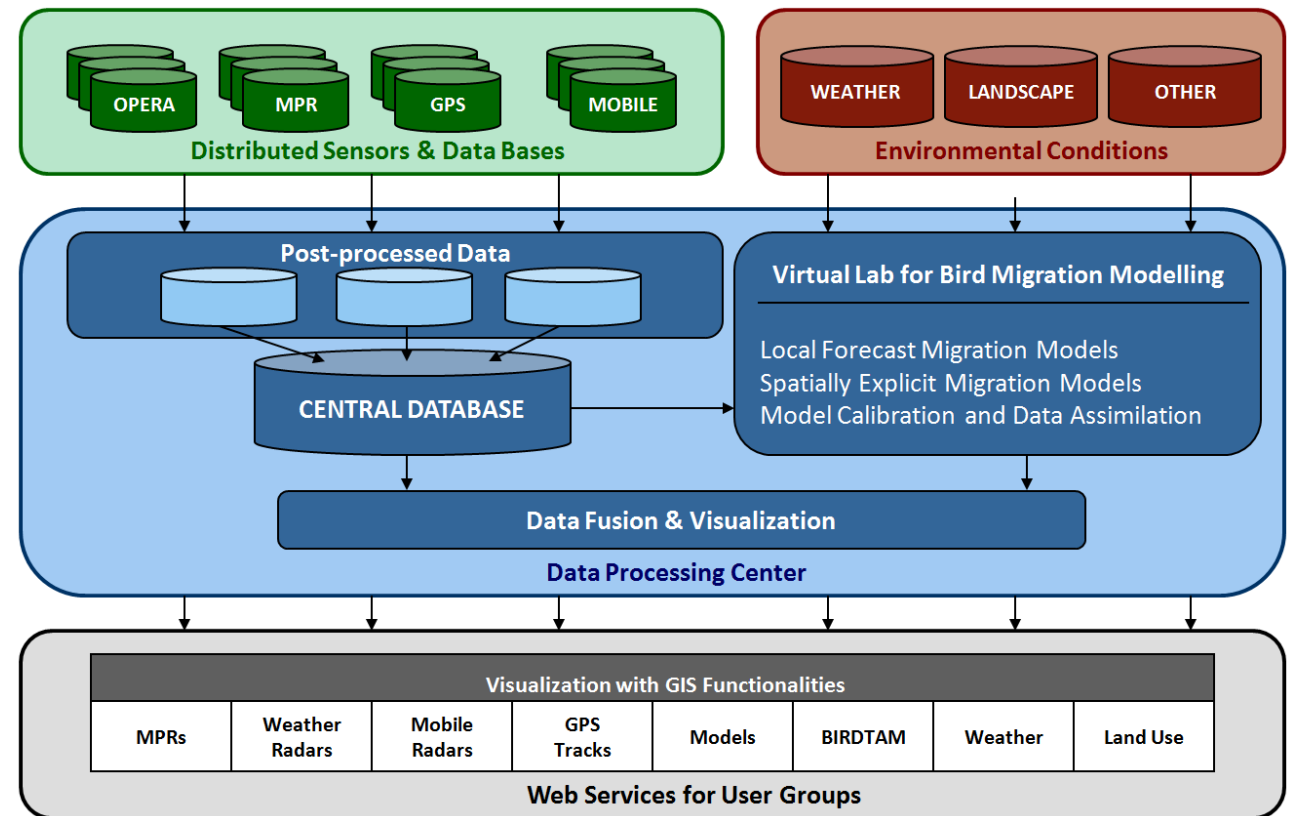 OPERA
MPR
GPS
MOBILE
Distributed Sensors & Data Bases
WEATHER
LANDSCAPE
OTHER
Environmental Conditions
Post-processed Data
CENTRAL DATABASE
Virtual Lab for Bird Migration Modelling
Local Forecast Migration Models
Spatially Explicit Migration Models
Model Calibration and Data Assimilation
Data Fusion & Visualization
Data Processing Center
Visualization with GIS Functionalities
MPRs
Weather
Radars
Mobile
Radars
GPS
Tracks
Models
BIRDTAM
Weather
Land Use
Web Services for User Groups